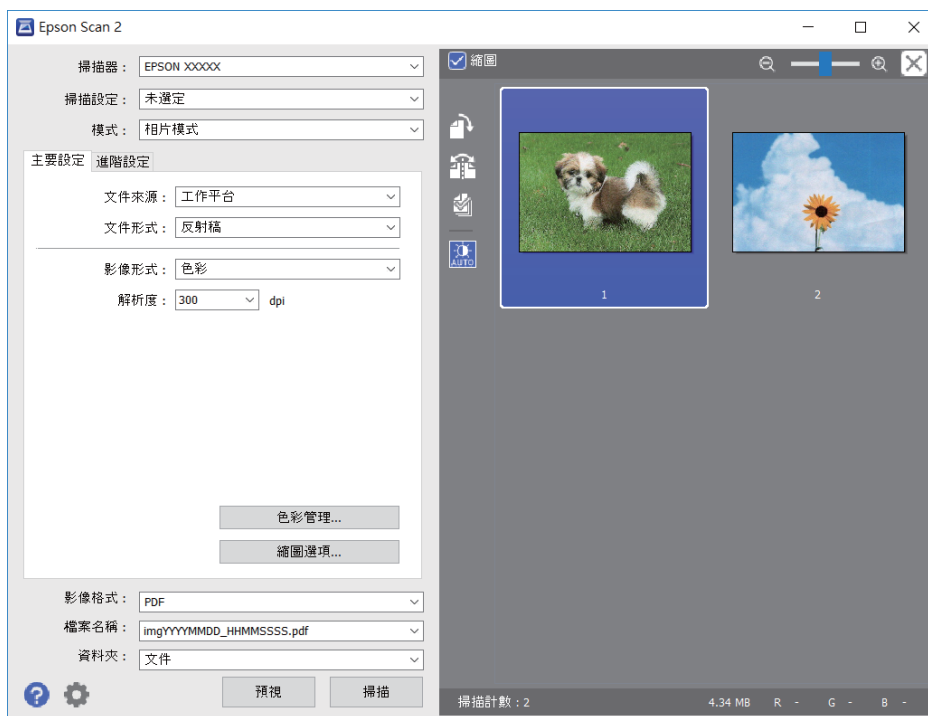 Epson Scan 2
掃描器： EPSON XXXXX
掃描設定： 未選定
模式： 相片模式
主要設定 進階設定
文件來源： 工作平台
文件形式： 反射稿
影像形式： 色彩
解析度： 300 dpi
色彩管理...
縮圖選項...
影像格式： PDF
檔案名稱： imgYYYYMMDD_HHMMSSSS.pdf
資料夾： 文件
預視 掃描
縮圖
AUTO
1 2
掃描計數：2 4.34 MB R - G - B -